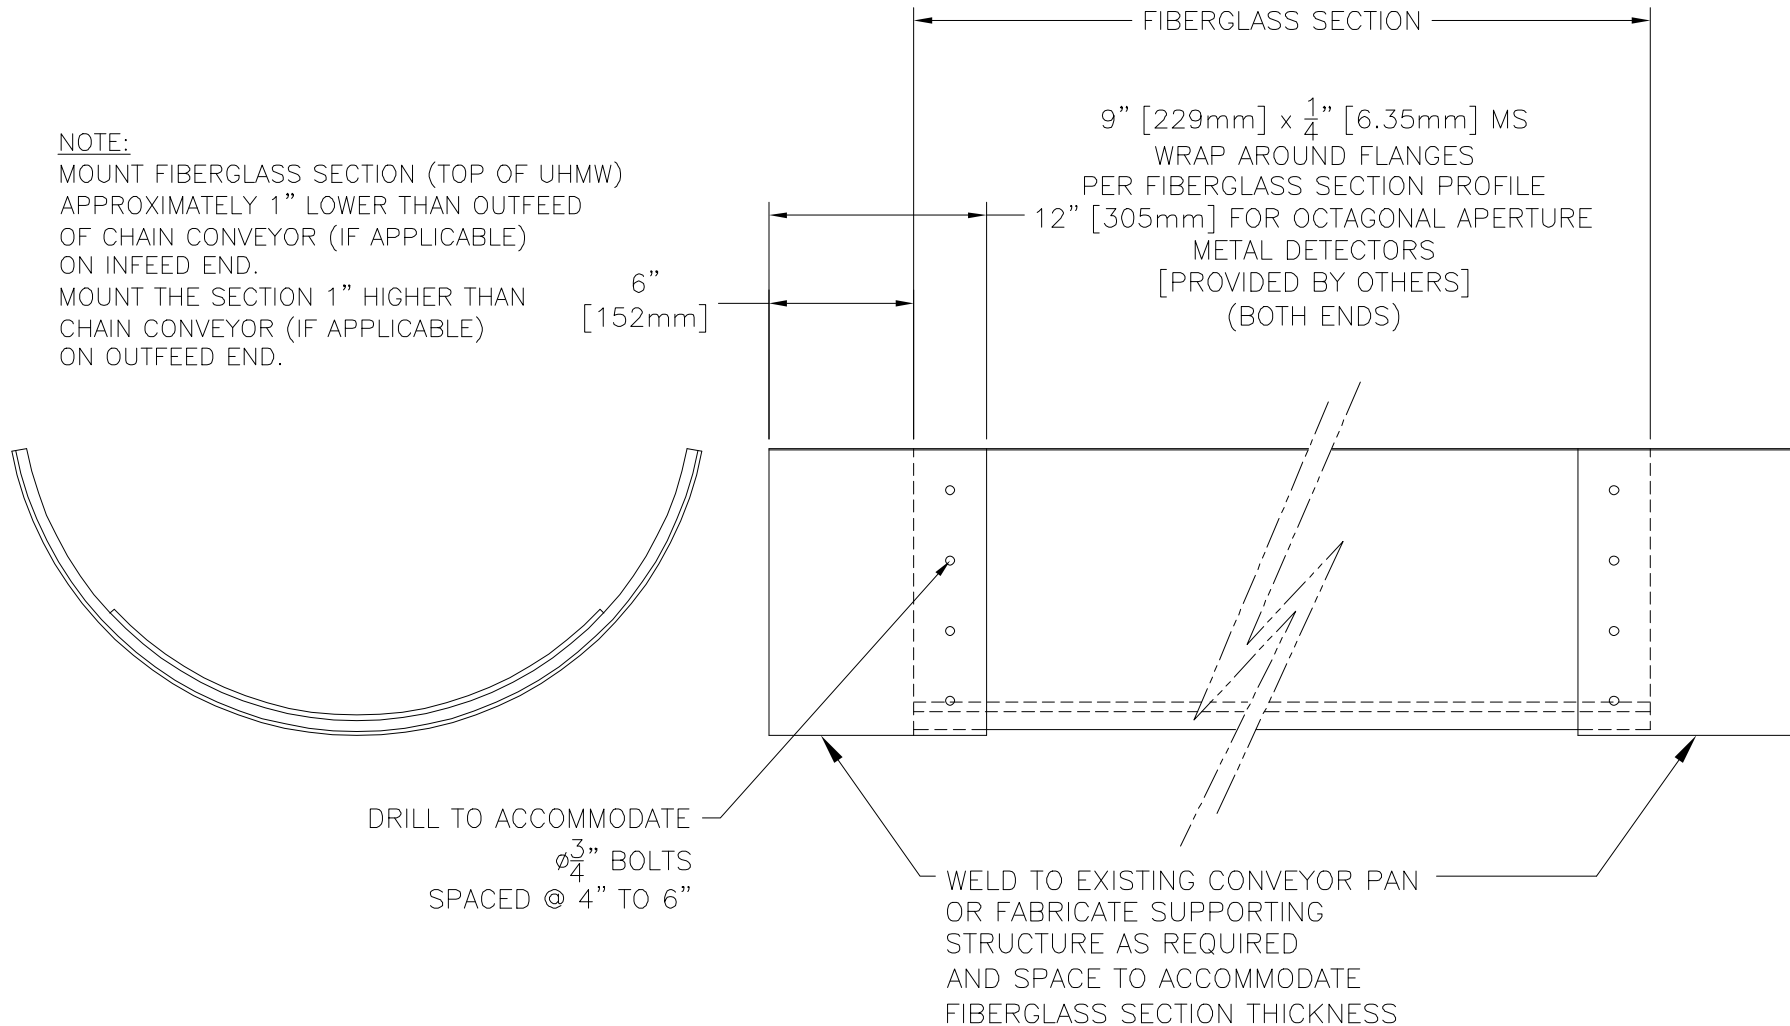 FIBERGLASS SECTION
NOTE:
MOUNT FIBERGLASS SECTION (TOP OF UHMW)
APPROXIMATELY 1” LOWER THAN OUTFEED
OF CHAIN CONVEYOR (IF APPLICABLE)
ON INFEED END.
MOUNT THE SECTION 1” HIGHER THAN
CHAIN CONVEYOR (IF APPLICABLE)
ON OUTFEED END.
9” [229mm] x 1/4” [6.35mm] MS
WRAP AROUND FLANGES
PER FIBERGLASS SECTION PROFILE
12” [305mm] FOR OCTAGONAL APERTURE
METAL DETECTORS
[PROVIDED BY OTHERS]
(BOTH ENDS)
6”
[152mm]
DRILL TO ACCOMMODATE
⌀3/4” BOLTS
SPACED @ 4” TO 6”
WELD TO EXISTING CONVEYOR PAN
OR FABRICATE SUPPORTING
STRUCTURE AS REQUIRED
AND SPACE TO ACCOMMODATE
FIBERGLASS SECTION THICKNESS